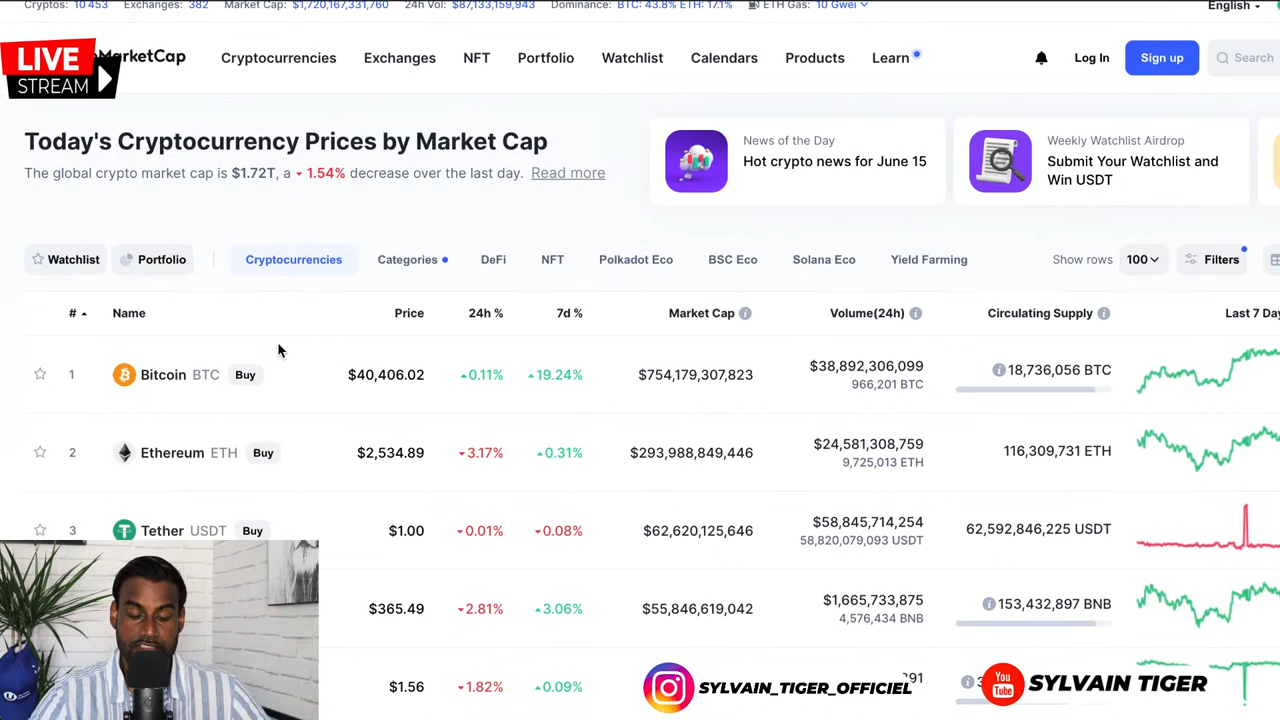 Cryptos: 10 453 Exchanges: 382 Market Cap: $1,720,167,331,760 24h Vol: $87,133,159,943 Dominance: BTC: 43.8% ETH: 17.1% ETH Gas: 10 Gwei English
LIVE
STREAM
MarketCap Cryptocurrencies Exchanges NFT Portfolio Watchlist Calendars Products Learn Log In Sign up Search
Today's Cryptocurrency Prices by Market Cap
The global crypto market cap is $1.72T, a 1.54% decrease over the last day. Read more
News of the Day
Hot crypto news for June 15
Weekly Watchlist Airdrop
Submit Your Watchlist and
Win USDT
Watchlist Portfolio Cryptocurrencies Categories DeFi NFT Polkadot Eco BSC Eco Solana Eco Yield Farming Show rows 100 Filters
# Name Price 24h % 7d % Market Cap Volume(24h) Circulating Supply Last 7 Day
1 Bitcoin BTC Buy $40,406.02 0.11% 19.24% $754,179,307,823 $38,892,306,099 18,736,056 BTC
966,201 BTC
2 Ethereum ETH Buy $2,534.89 3.17% 0.31% $293,988,849,446 $24,581,308,759 116,309,731 ETH
9,725,013 ETH
3 Tether USDT Buy $1.00 0.01% 0.08% $62,620,125,646 $58,845,714,254 62,592,846,225 USDT
58,820,079,093 USDT
$365.49 2.81% 3.06% $55,846,619,042 $1,665,733,875 153,432,897 BNB
4,576,434 BNB
$1.56 1.82% 0.09%
SYLVAIN_TIGER_OFFICIEL
You
Tube
SYLVAIN TIGER